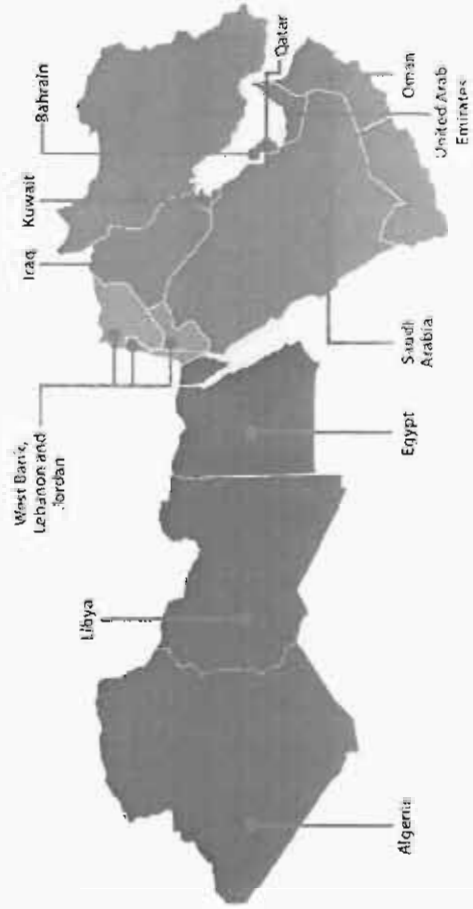 West Bank,
Lebanon and
Jordan
Iraq
Kuwait
Bahrain
Qatar
Libya
Algeria
Egypt
Saudi
Arabia
United Arab
Emirates
Oman